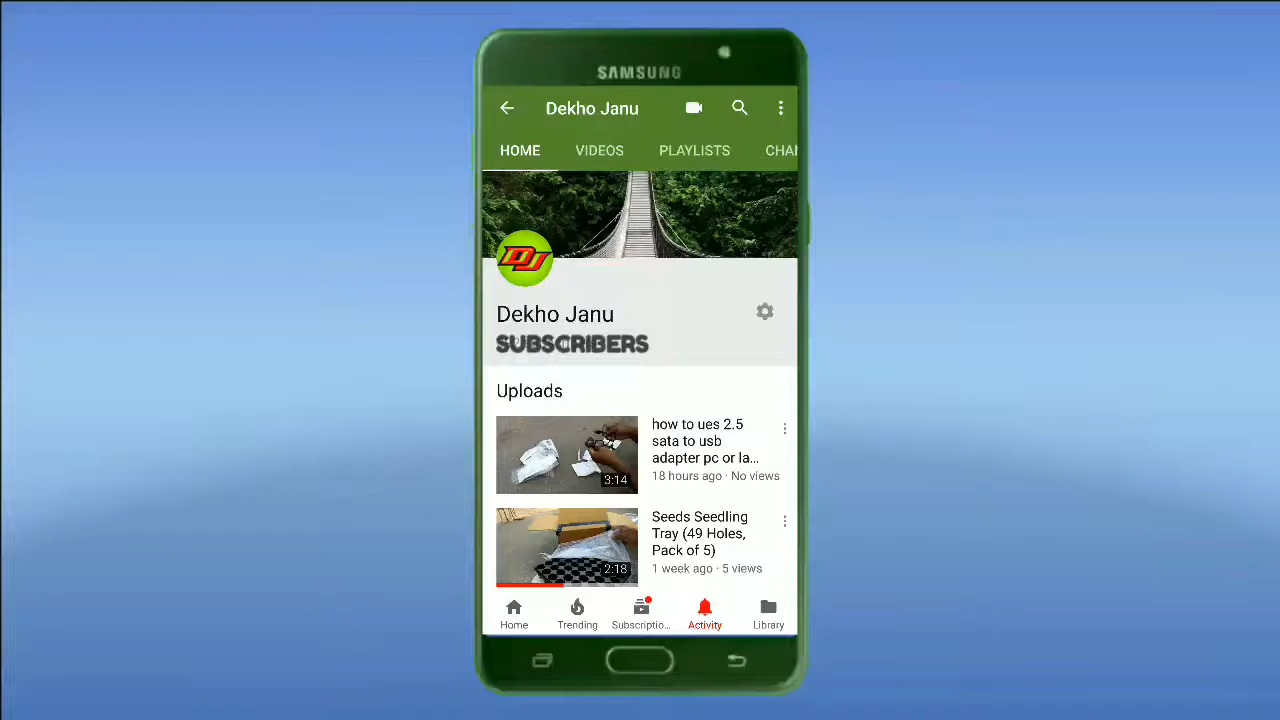 SAMSUNG
Dekho Janu
HOME VIDEOS PLAYLISTS CHAI
DJ
Dekho Janu
SUBSCRIBERS
Uploads
how to ues 2.5
sata to usb
adapter pc or la...
18 hours ago · No views
3:14
Seeds Seedling
Tray (49 Holes,
Pack of 5)
1 week ago · 5 views
2:18
Home Trending Subscriptio... Activity Library